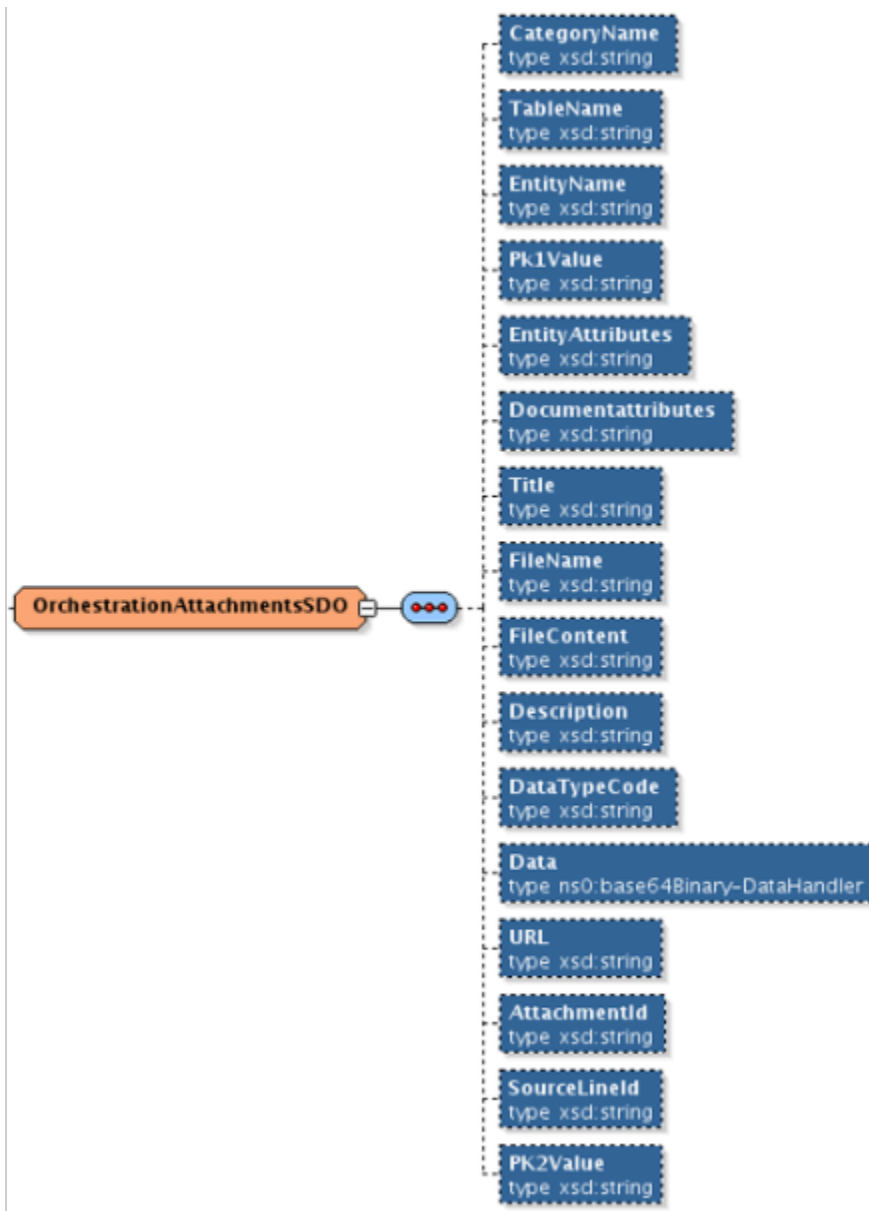 CategoryName
type xsd:string
TableName
type xsd:string
EntityName
type xsd:string
Pk1Value
type xsd:string
EntityAttributes
type xsd:string
Documentattributes
type xsd:string
Title
type xsd:string
FileName
type xsd:string
OrchestrationAttachmentsSDO
FileContent
type xsd:string
Description
type xsd:string
DataTypeCode
type xsd:string
Data
type ns0:base64Binary-DataHandler
URL
type xsd:string
AttachmentId
type xsd:string
SourceLineId
type xsd:string
PK2Value
type xsd:string